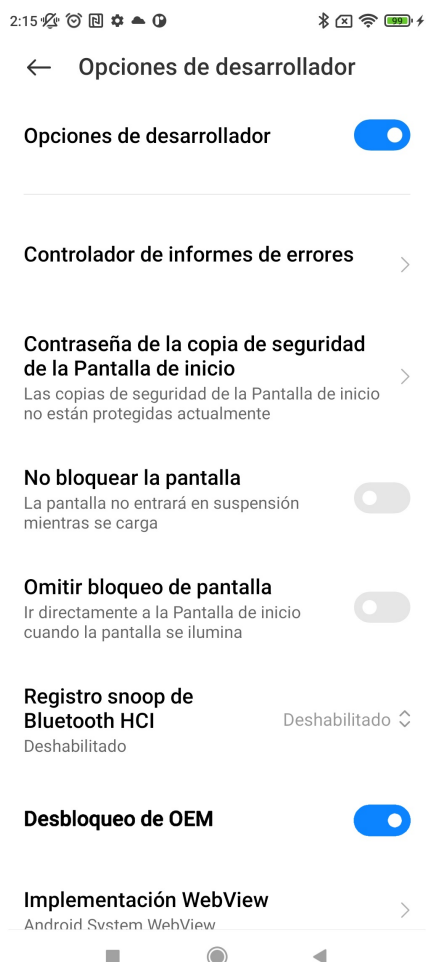 2:15
99
Opciones de desarrollador
Opciones de desarrollador
Controlador de informes de errores
Contraseña de la copia de seguridad
de la Pantalla de inicio
Las copias de seguridad de la Pantalla de inicio
no están protegidas actualmente
No bloquear la pantalla
La pantalla no entrará en suspensión
mientras se carga
Omitir bloqueo de pantalla
Ir directamente a la Pantalla de inicio
cuando la pantalla se ilumina
Registro snoop de
Bluetooth HCI
Deshabilitado
Deshabilitado
Desbloqueo de OEM
Implementación WebView
Android System WebView